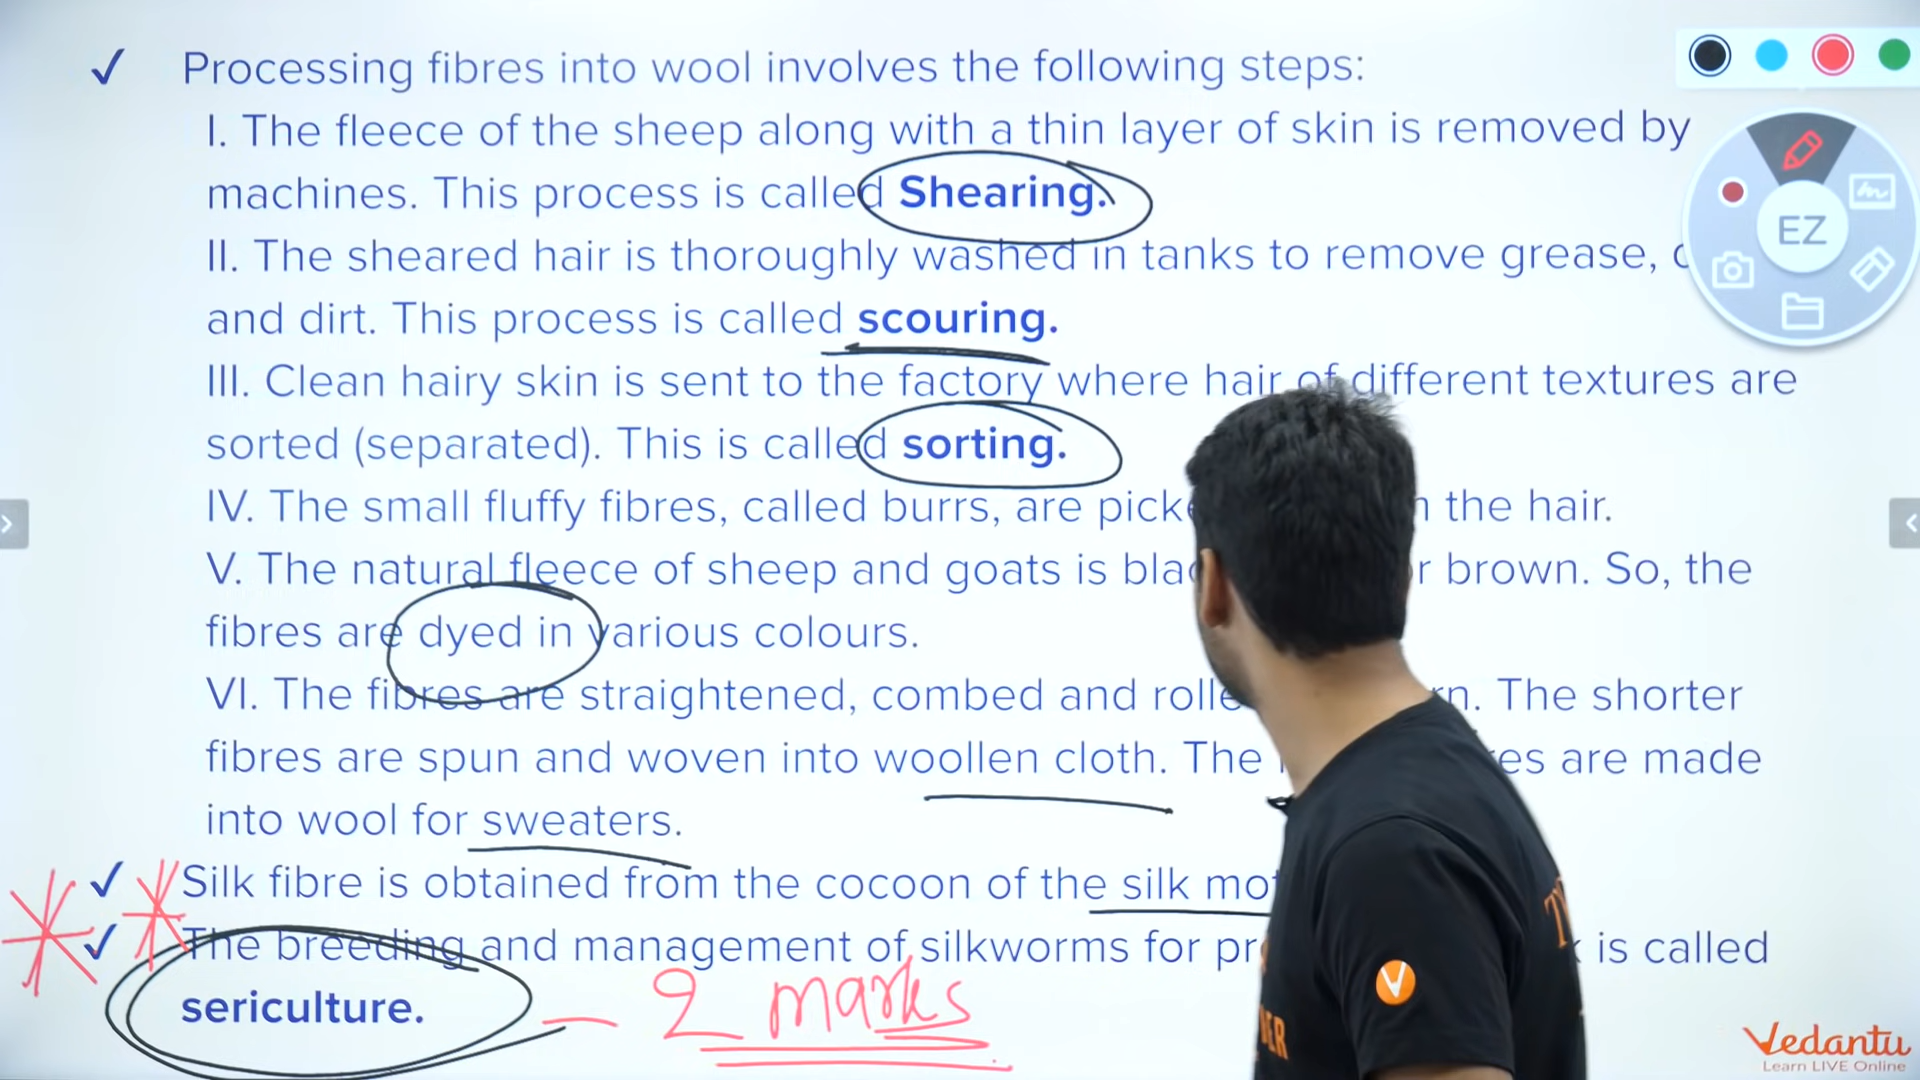 ✓ Processing fibres into wool involves the following steps:
I. The fleece of the sheep along with a thin layer of skin is removed by
machines. This process is called Shearing.
II. The sheared hair is thoroughly washed in tanks to remove grease,
and dirt. This process is called scouring.
III. Clean hairy skin is sent to the factory where hair of different textures are
sorted (separated). This is called sorting.
IV. The small fluffy fibres, called burrs, are the hair.
V. The natural fleece of sheep and goats is brown. So, the
fibres are dyed in various colours.
VI. The fibres are straightened, combed and The shorter
fibres are spun and woven into woollen cloth. The are made
into wool for sweaters.
✓ Silk fibre is obtained from the cocoon of the silk
✓ The breeding and management of silkworms for is called
sericulture. — 2 marks
EZ
Vedantu
Learn LIVE Online